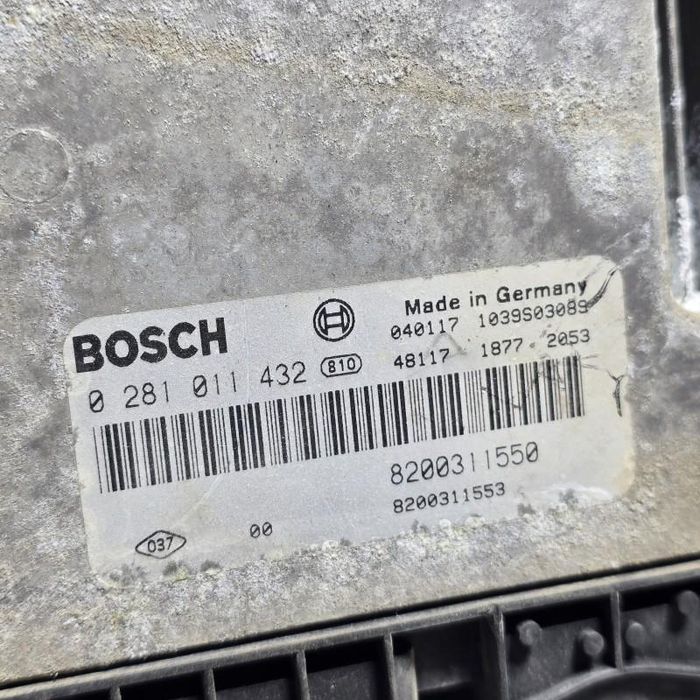 BOSCH
Made in Germany
040117 1039S03089
0 281 011 432 810 48117 1877 2053
8200311550
8200311553
037 00